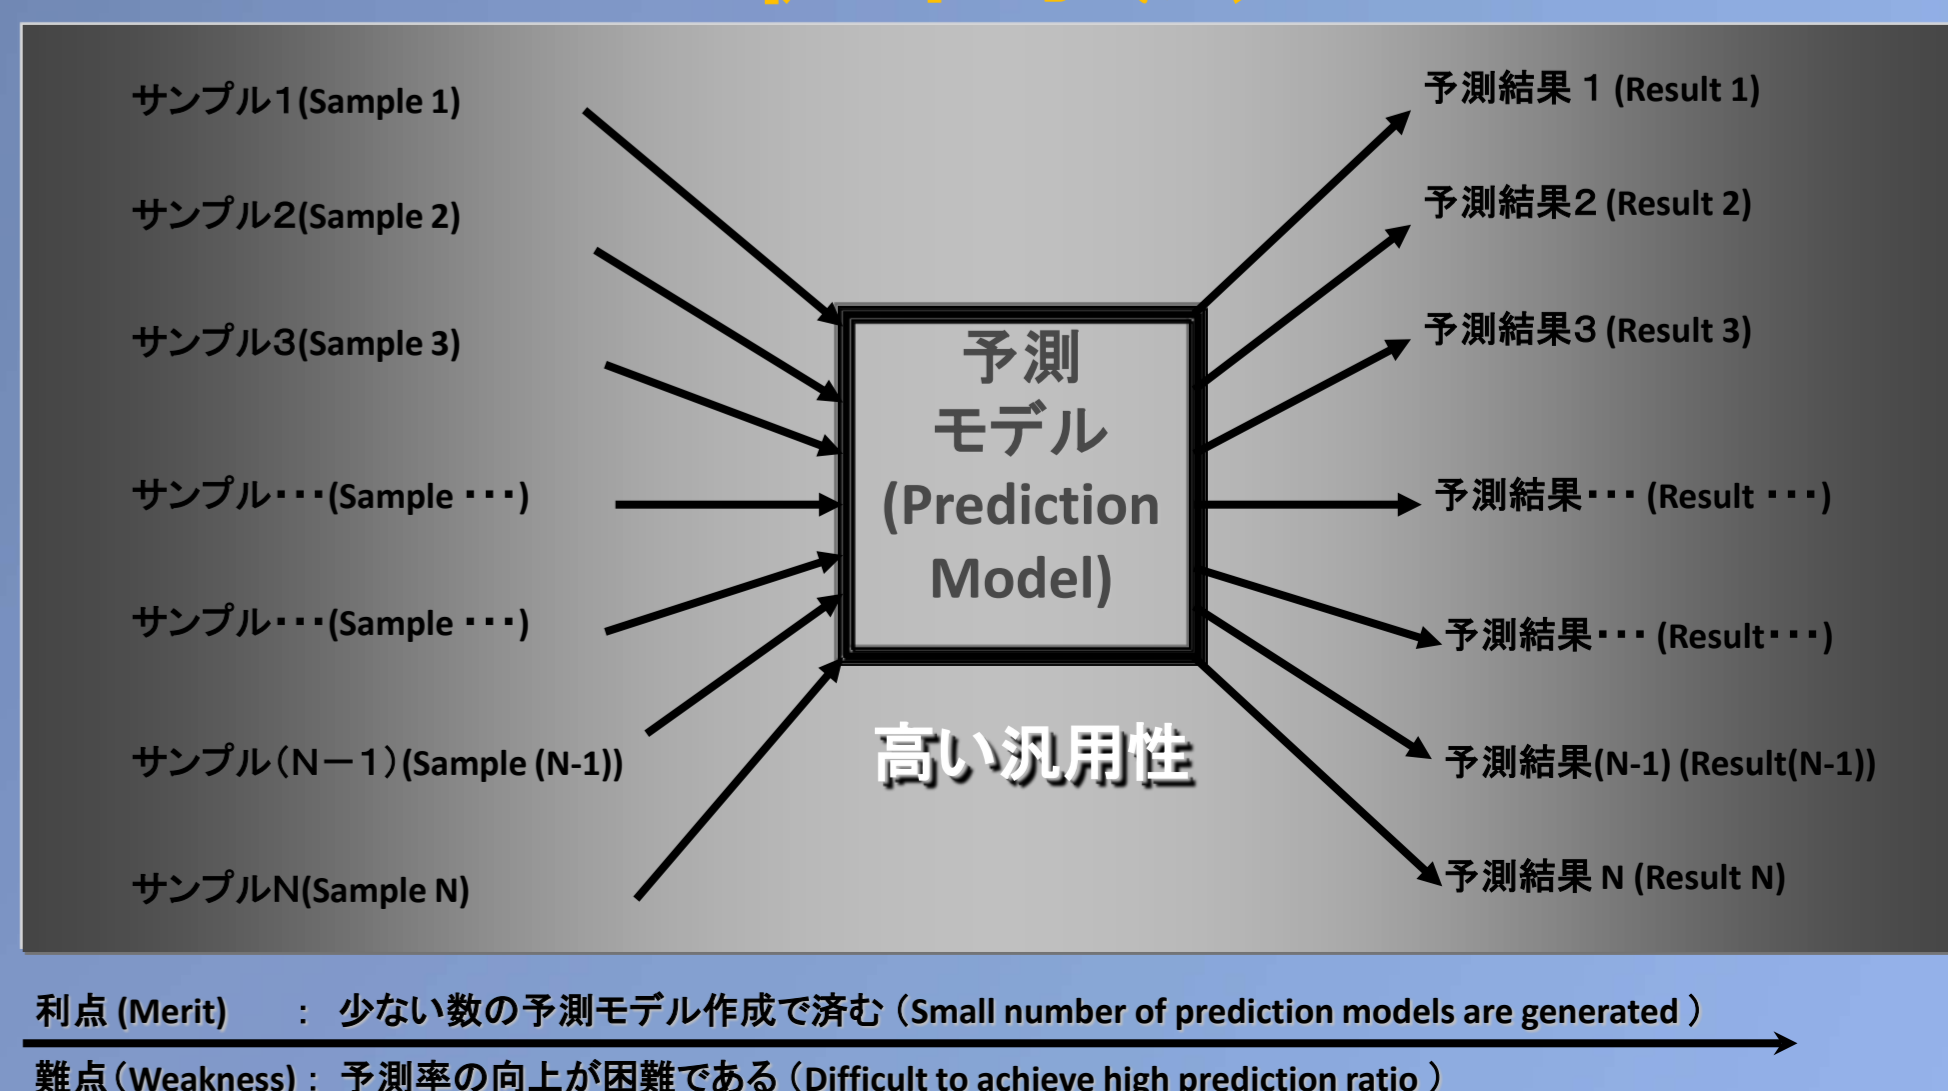 サンプル１(Sample 1)
サンプル２(Sample 2)
サンプル３(Sample 3)
サンプル・・・(Sample ・・・)
サンプル・・・(Sample ・・・)
サンプル（Ｎ－１）(Sample (N-1))
サンプルＮ(Sample N)
予測
モデル
(Prediction
Model)
高い汎用性
予測結果 １ (Result 1)
予測結果２ (Result 2)
予測結果３ (Result 3)
予測結果・・・ (Result ・・・)
予測結果・・・ (Result・・・)
予測結果(N-1) (Result(N-1))
予測結果 N (Result N)
利点 (Merit) ： 少ない数の予測モデル作成で済む（Small number of prediction models are generated ）
難点（Weakness)： 予測率の向上が困難である（Difficult to achieve high prediction ratio ）